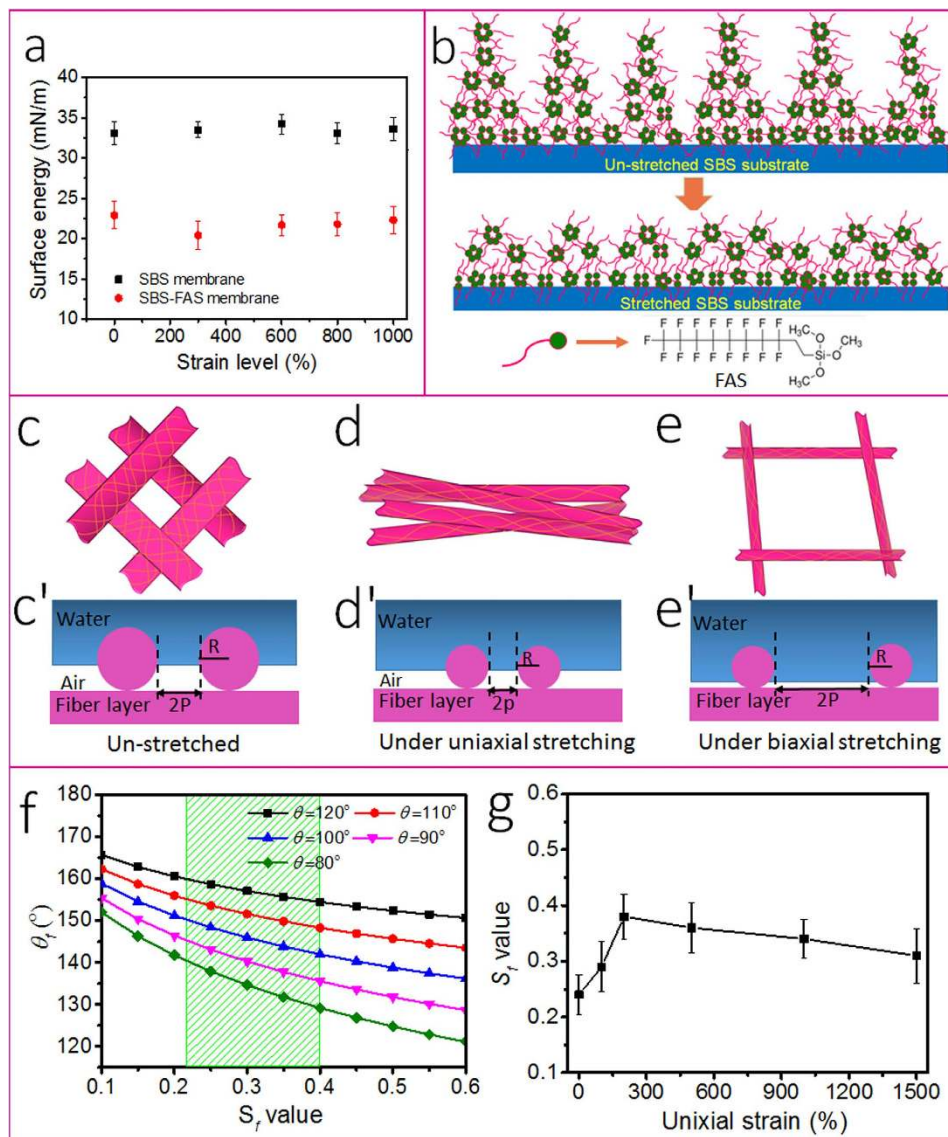 a
Surface energy (mN/m)
40
35
30
25
20
15
10
SBS membrane
SBS-FAS membrane
0 200 400 600 800 1000
Strain level (%)
b
Un-stretched SBS substrate
Stretched SBS substrate
F F F F F F F F
F
F F F F F F F F
H₃C
O
Si
O
CH₃
O
H₃C
FAS
c
d
e
c'
Water
R
Air
Fiber layer 2P
Un-stretched
d'
Water
R
Air
Fiber layer 2p
Under uniaxial stretching
e'
Water
R
Air
Fiber layer 2P
Under biaxial stretching
f
θf (°)
180
170
160
150
140
130
120
θ=120° θ=110°
θ=100° θ=90°
θ=80°
0.1 0.2 0.3 0.4 0.5 0.6
Sf value
g
Sf value
0.6
0.5
0.4
0.3
0.2
0.1
0 300 600 900 1200 1500
Unixial strain (%)